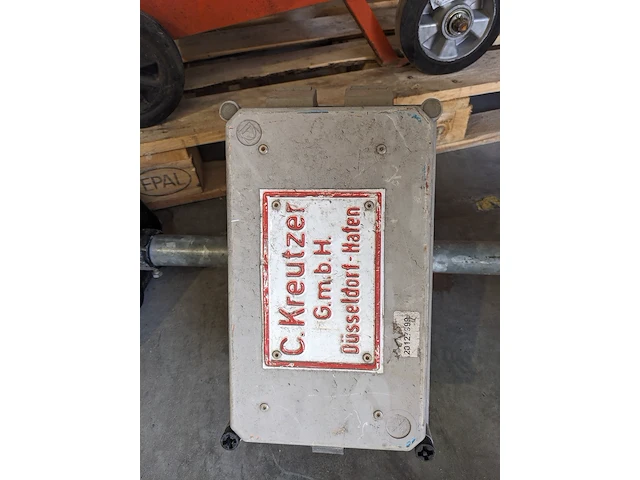 C. Kreutzer
G.m.b.H.
Düsseldorf-Hafen
EPAL